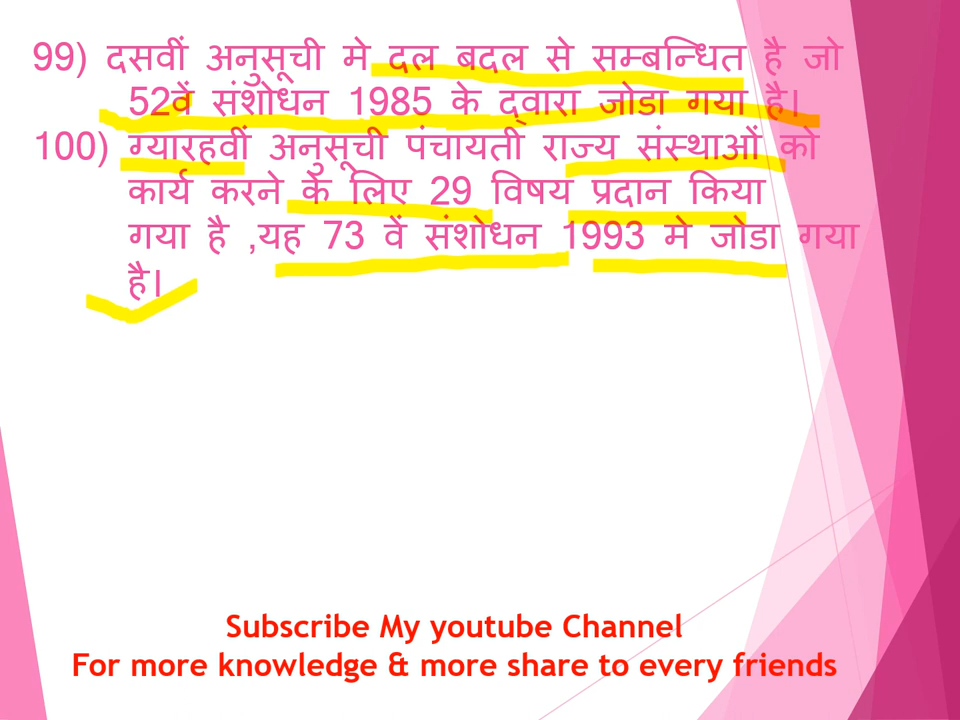 99) दसवीं अनुसूची मे दल बदल से सम्बन्धित है जो
52वें संशोधन 1985 के द्वारा जोडा गया है।
100) ग्यारहवीं अनुसूची पंचायती राज्य संस्थाओं को
कार्य करने के लिए 29 विषय प्रदान किया
गया है ,यह 73 वें संशोधन 1993 मे जोडा गया
है।
Subscribe My youtube Channel
For more knowledge & more share to every friends